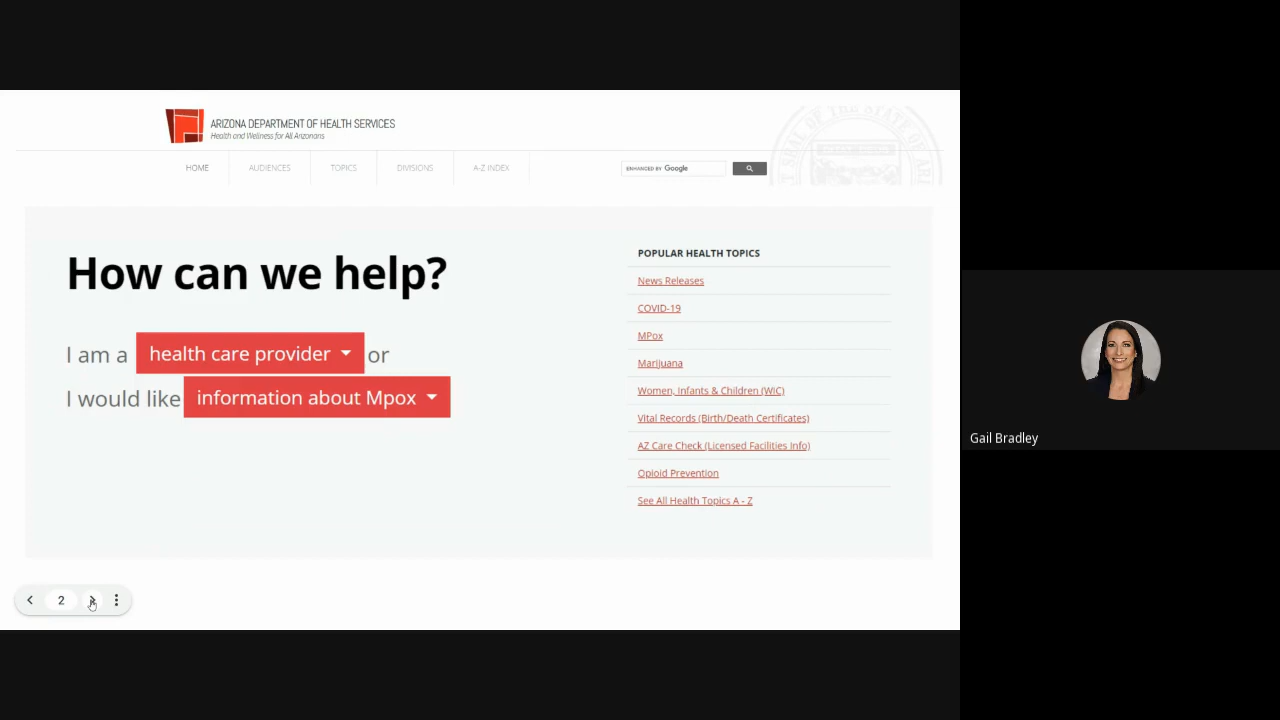 ARIZONA DEPARTMENT OF HEALTH SERVICES
Health and Wellness for All Arizonans
HOME AUDIENCES TOPICS DIVISIONS A-Z INDEX
ENHANCED BY Google
How can we help?
I am a health care provider or
I would like information about Mpox
POPULAR HEALTH TOPICS
News Releases
COVID-19
MPox
Marijuana
Women, Infants & Children (WIC)
Vital Records (Birth/Death Certificates)
AZ Care Check (Licensed Facilities Info)
Opioid Prevention
See All Health Topics A - Z
2
Gail Bradley